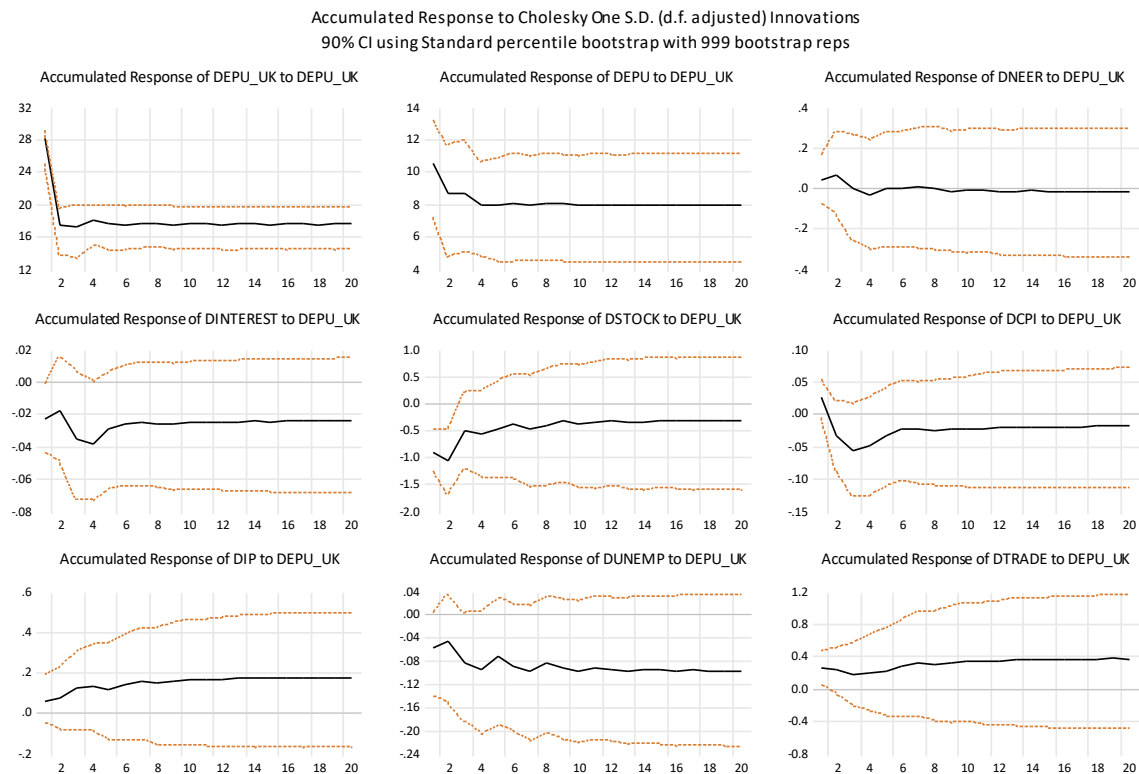 Accumulated Response to Cholesky One S.D. (d.f. adjusted) Innovations
90% CI using Standard percentile bootstrap with 999 bootstrap reps
Accumulated Response of DEPU_UK to DEPU_UK
32
28
24
20
16
12
2 4 6 8 10 12 14 16 18 20
Accumulated Response of DEPU to DEPU_UK
14
12
10
8
6
4
2 4 6 8 10 12 14 16 18 20
Accumulated Response of DNEER to DEPU_UK
.4
.2
.0
-.2
-.4
2 4 6 8 10 12 14 16 18 20
Accumulated Response of DINTEREST to DEPU_UK
.02
.00
-.02
-.04
-.06
-.08
2 4 6 8 10 12 14 16 18 20
Accumulated Response of DSTOCK to DEPU_UK
1.0
0.5
0.0
-0.5
-1.0
-1.5
-2.0
2 4 6 8 10 12 14 16 18 20
Accumulated Response of DCPI to DEPU_UK
.10
.05
.00
-.05
-.10
-.15
2 4 6 8 10 12 14 16 18 20
Accumulated Response of DIP to DEPU_UK
.6
.4
.2
.0
-.2
2 4 6 8 10 12 14 16 18 20
Accumulated Response of DUNEMP to DEPU_UK
.04
.00
-.04
-.08
-.12
-.16
-.20
-.24
2 4 6 8 10 12 14 16 18 20
Accumulated Response of DTRADE to DEPU_UK
1.2
0.8
0.4
0.0
-0.4
-0.8
2 4 6 8 10 12 14 16 18 20